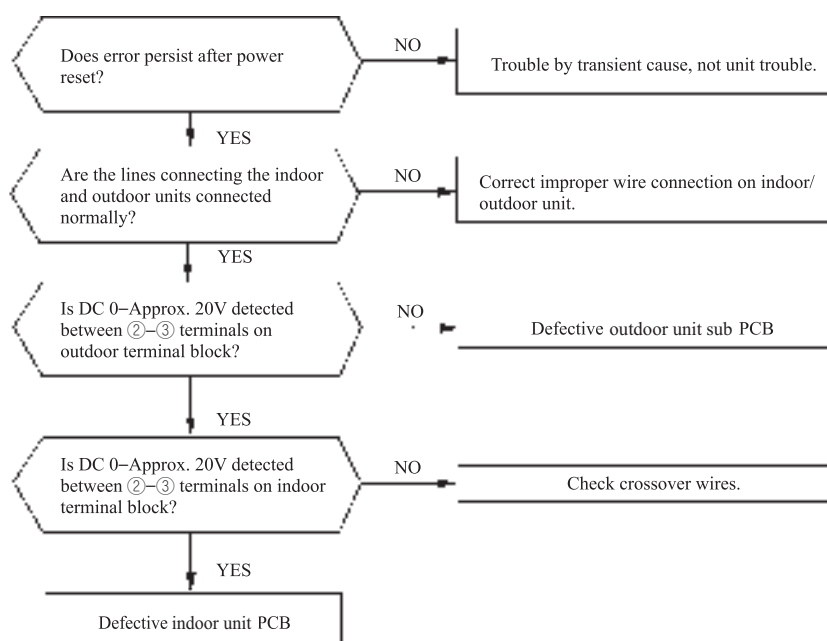 Does error persist after power
reset?
NO
Trouble by transient cause, not unit trouble.
YES
Are the lines connecting the indoor
and outdoor units connected
normally?
NO
Correct improper wire connection on indoor/
outdoor unit.
YES
Is DC 0−Approx. 20V detected
between ②−③ terminals on
outdoor terminal block?
NO
Defective outdoor unit sub PCB
YES
Is DC 0−Approx. 20V detected
between ②−③ terminals on indoor
terminal block?
NO
Check crossover wires.
YES
Defective indoor unit PCB